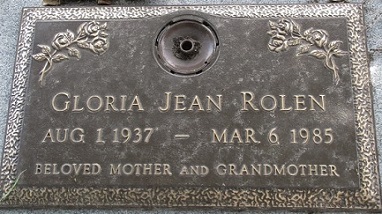 GLORIA JEAN ROLEN
AUG 1, 1937 — MAR 6, 1985
BELOVED MOTHER AND GRANDMOTHER